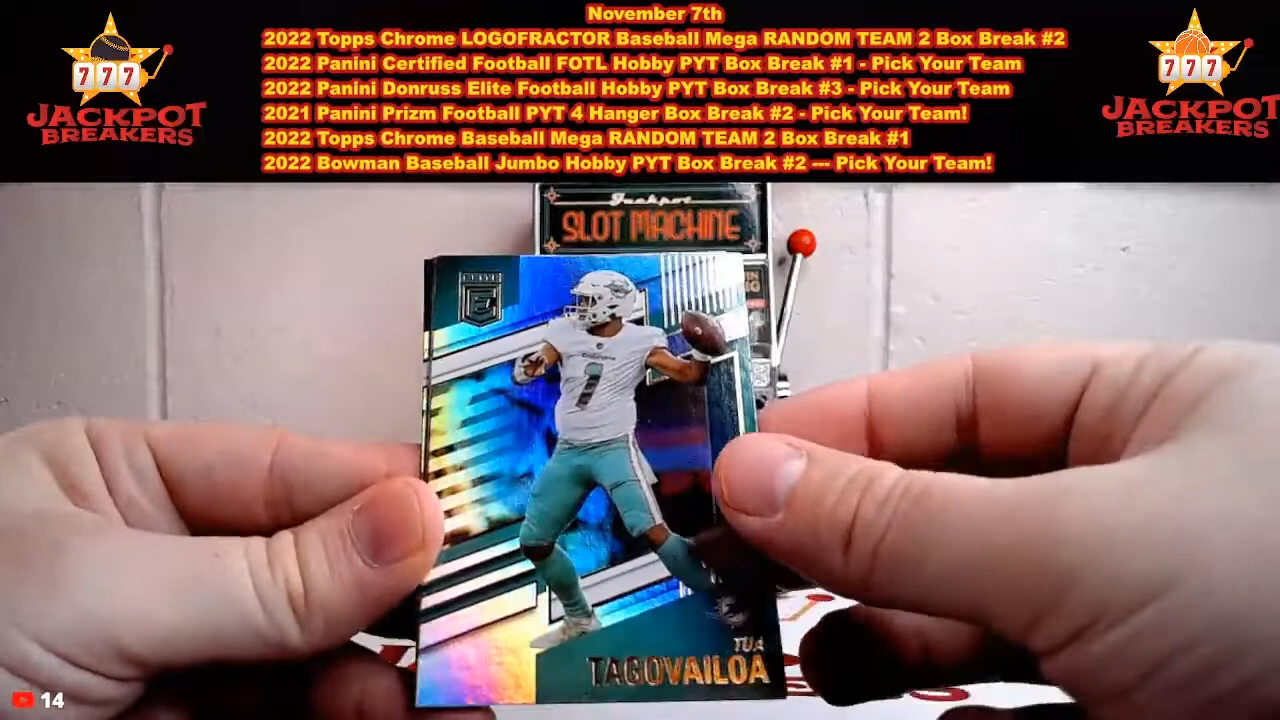 November 7th
2022 Topps Chrome LOGOFRACTOR Baseball Mega RANDOM TEAM 2 Box Break #2
2022 Panini Certified Football FOTL Hobby PYT Box Break #1 - Pick Your Team
2022 Panini Donruss Elite Football Hobby PYT Box Break #3 - Pick Your Team
2021 Panini Prizm Football PYT 4 Hanger Box Break #2 - Pick Your Team!
2022 Topps Chrome Baseball Mega RANDOM TEAM 2 Box Break #1
2022 Bowman Baseball Jumbo Hobby PYT Box Break #2 --- Pick Your Team!
777
JACKPOT
BREAKERS
777
JACKPOT
BREAKERS
Jackpot
SLOT MACHINE
ELITE
E
1
TUA
TAGOVAILOA
14